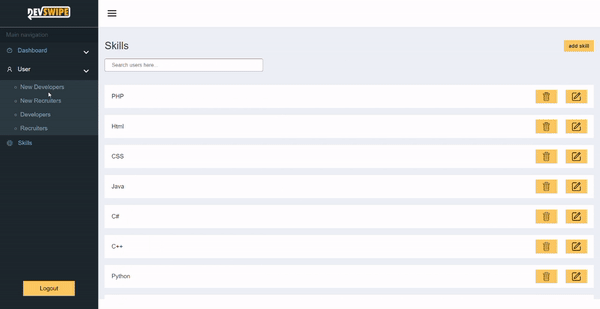 DEVSWIPE
Main navigation
Dashboard
User
» New Developers
» New Recruiters
» Developers
» Recruiters
Skills
Logout
Skills
add skill
Search users here...
PHP
Html
CSS
Java
C#
C++
Python